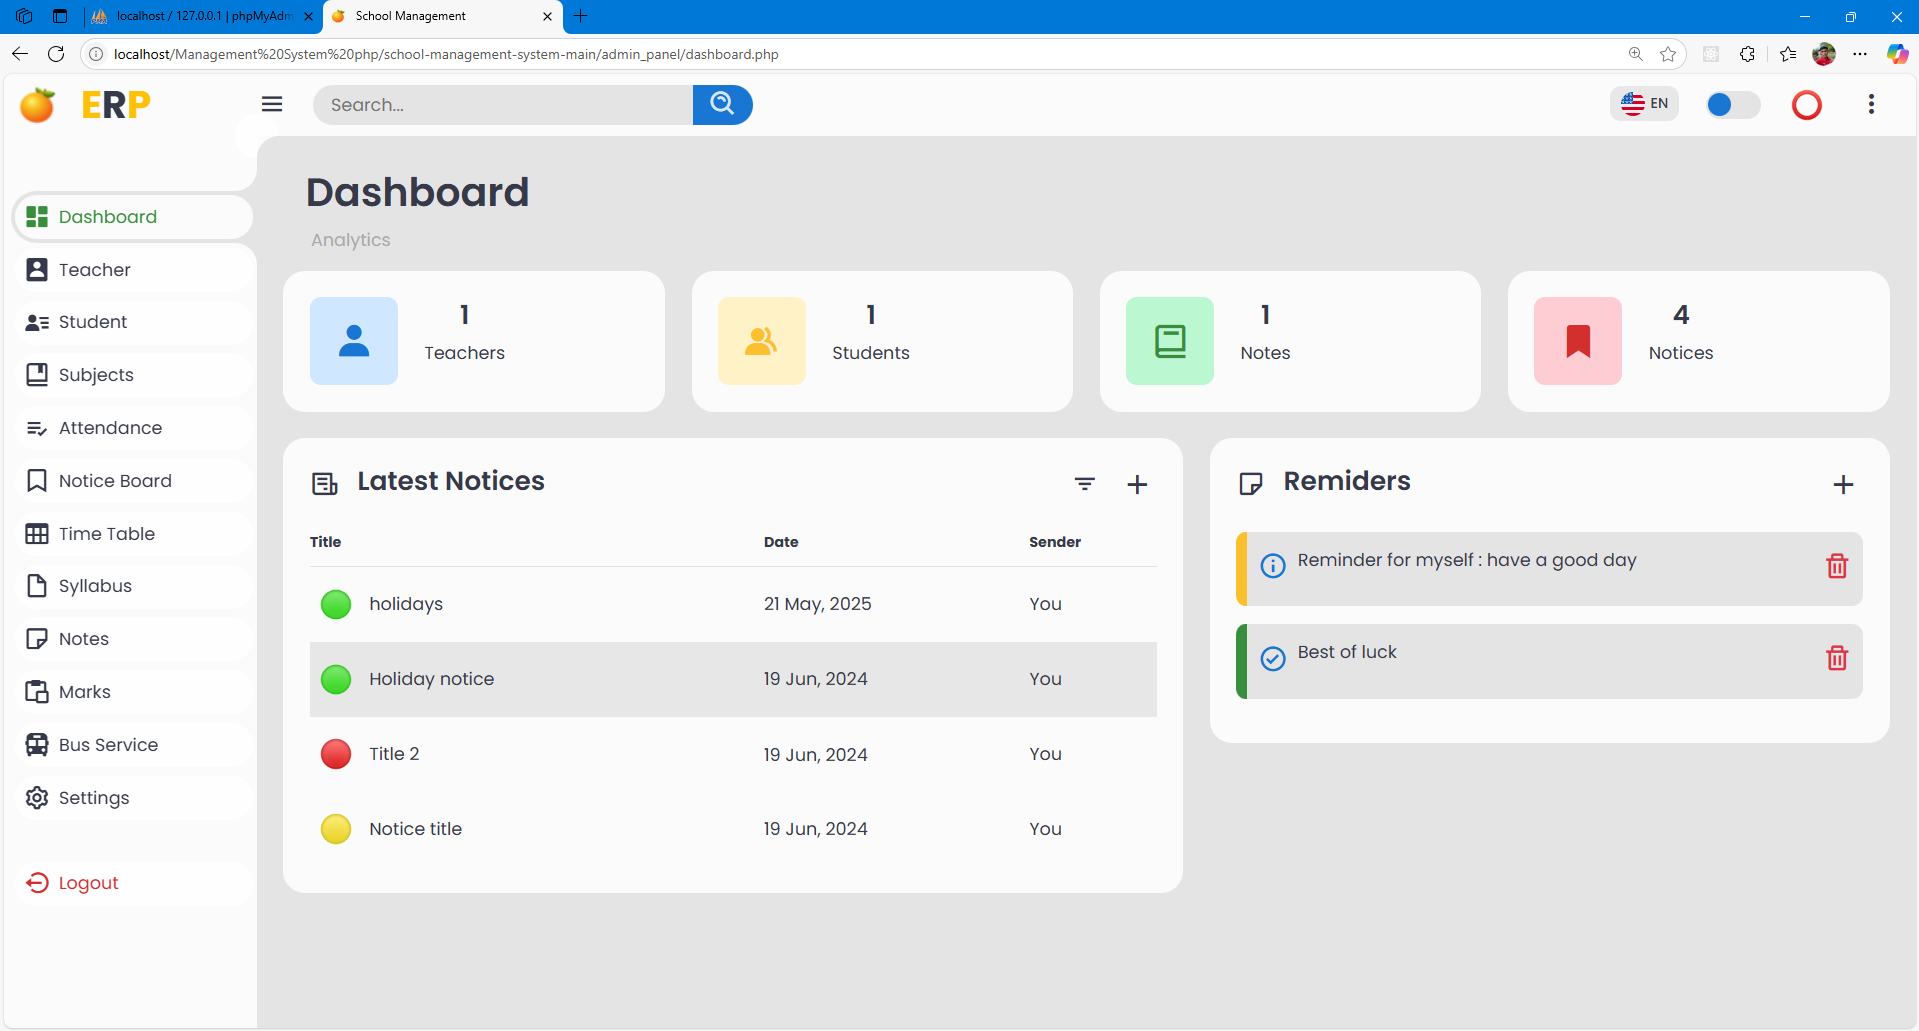 localhost / 127.0.0.1 | phpMyAdm
School Management
localhost/Management%20System%20php/school-management-system-main/admin_panel/dashboard.php
ERP
Search...
EN
Dashboard
Teacher
Student
Subjects
Attendance
Notice Board
Time Table
Syllabus
Notes
Marks
Bus Service
Settings
Logout
Dashboard
Analytics
1
Teachers
1
Students
1
Notes
4
Notices
Latest Notices
Title Date Sender
holidays 21 May, 2025 You
Holiday notice 19 Jun, 2024 You
Title 2 19 Jun, 2024 You
Notice title 19 Jun, 2024 You
Remiders
Reminder for myself : have a good day
Best of luck